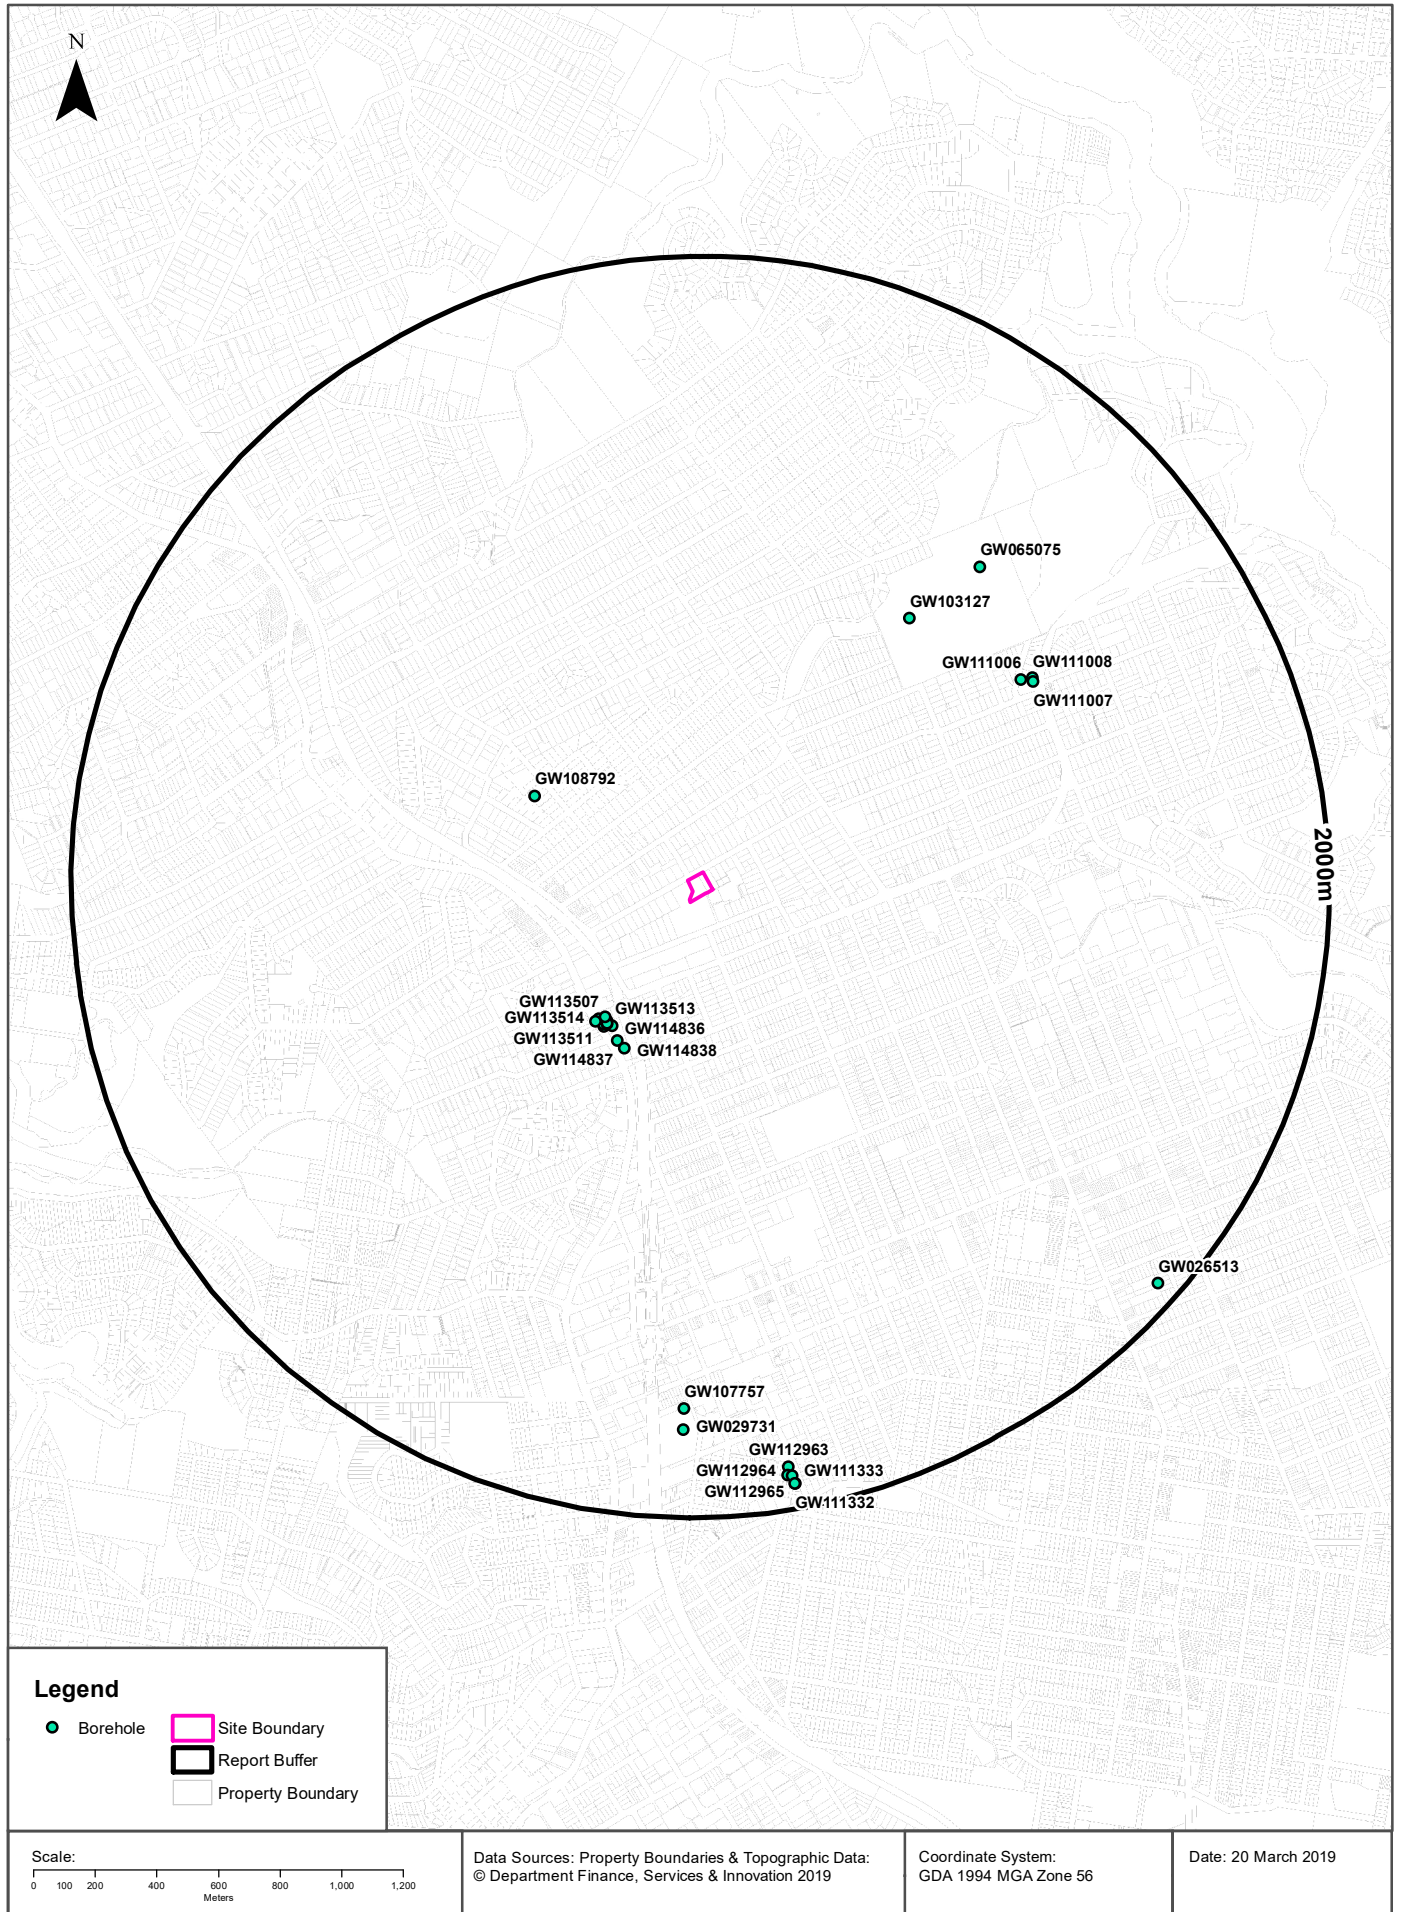 N
GW065075
GW103127
GW111006
GW111008
GW111007
GW108792
2000m
GW113507
GW113513
GW113514
GW114836
GW113511
GW114838
GW114837
GW026513
GW107757
GW029731
GW112963
GW112964
GW111333
GW112965
GW111332
Legend
Borehole
Site Boundary
Report Buffer
Property Boundary
Scale:
0 100 200 400 600 800 1,000 1,200
Meters
Data Sources: Property Boundaries & Topographic Data:
© Department Finance, Services & Innovation 2019
Coordinate System:
GDA 1994 MGA Zone 56
Date: 20 March 2019